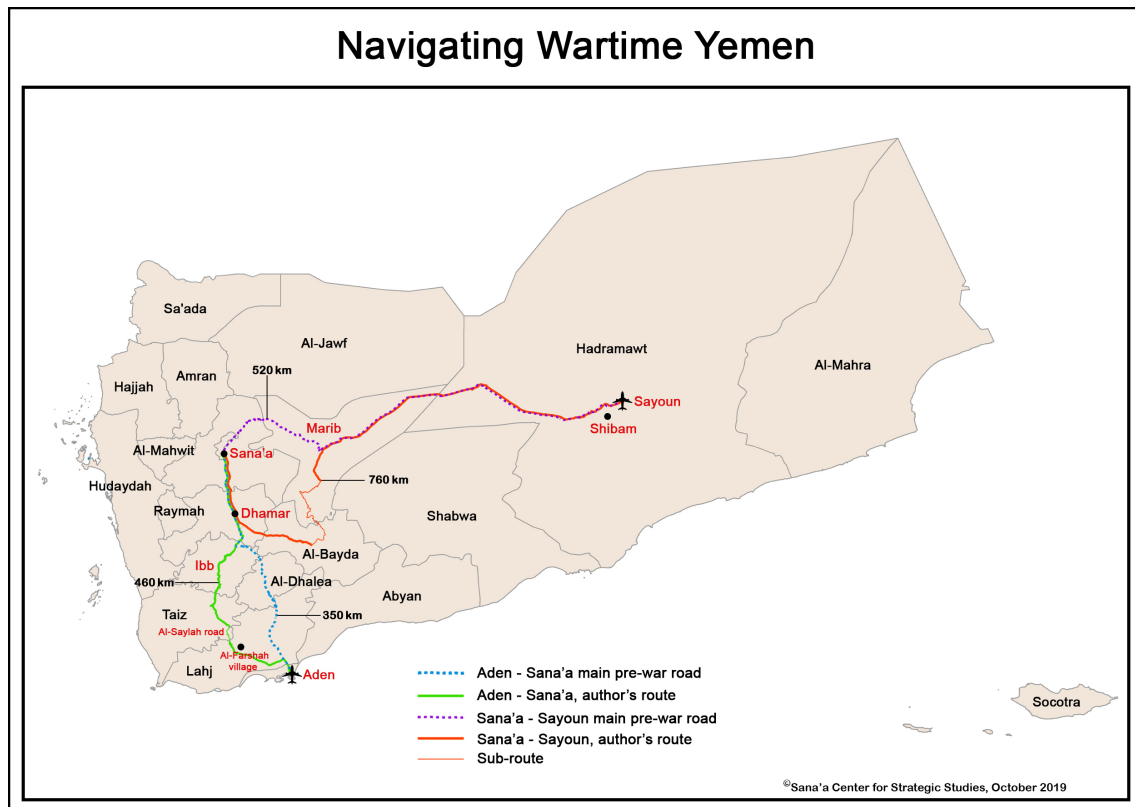 Navigating Wartime Yemen
Sa'ada
Al-Jawf
Hadramawt
Al-Mahra
Hajjah
Amran
520 km
Marib
Sayoun
Shibam
Al-Mahwit
Sana'a
760 km
Hudaydah
Raymah
Dhamar
Shabwa
Al-Bayda
Ibb
460 km
Al-Dhalea
Abyan
Taiz
350 km
Al-Saylah road
Al-Farshah
village
Lahj
Aden
Socotra
Aden - Sana'a main pre-war road
Aden - Sana'a, author's route
Sana'a - Sayoun main pre-war road
Sana'a - Sayoun, author's route
Sub-route
©Sana'a Center for Strategic Studies, October 2019